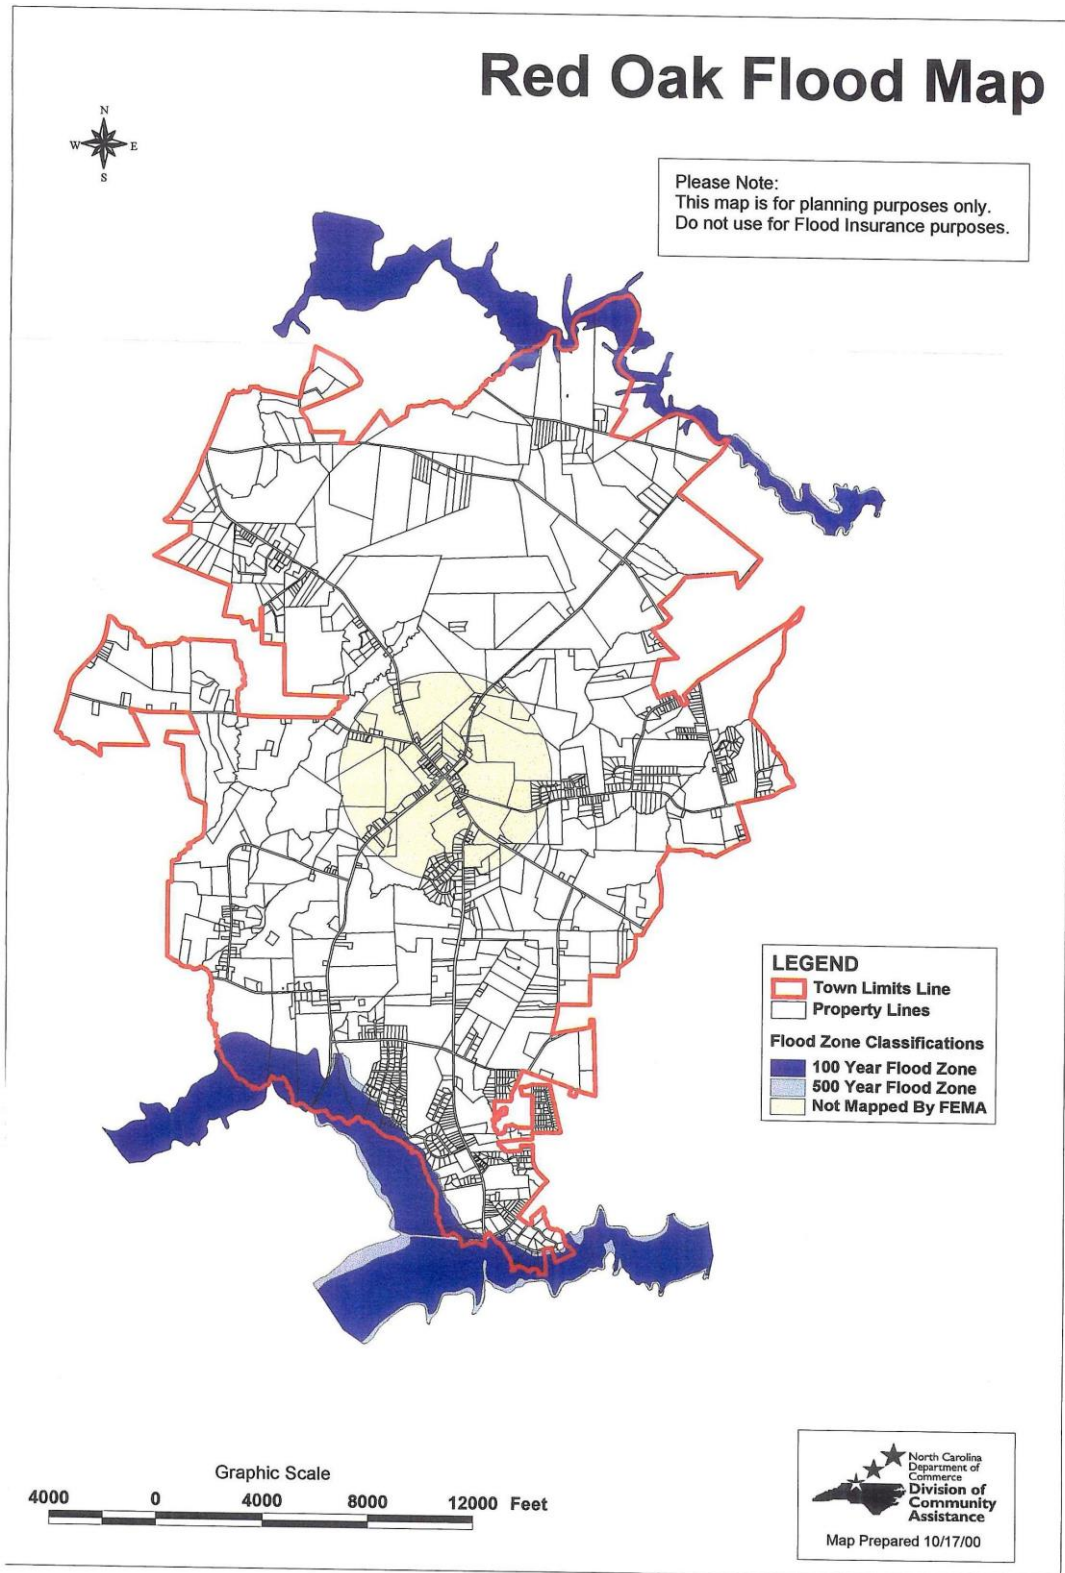 Red Oak Flood Map
N
W
E
S
Please Note:
This map is for planning purposes only.
Do not use for Flood Insurance purposes.
LEGEND
Town Limits Line
Property Lines
Flood Zone Classifications
100 Year Flood Zone
500 Year Flood Zone
Not Mapped By FEMA
Graphic Scale
4000 0 4000 8000 12000 Feet
North Carolina
Department of
Commerce
Division of
Community
Assistance
Map Prepared 10/17/00